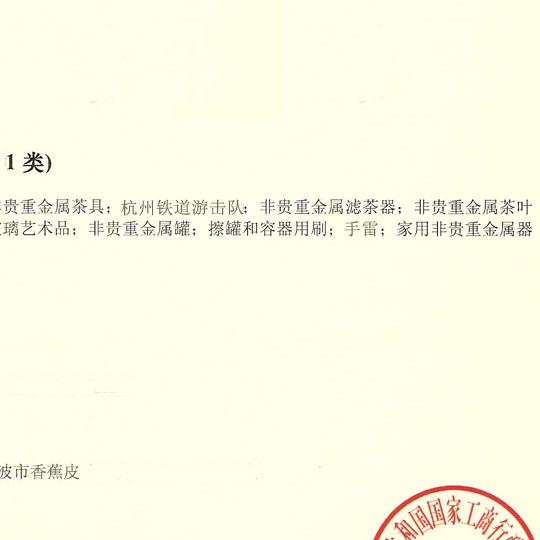 1 类)
贵重金属茶具；杭州铁道游击队；非贵重金属滤茶器；非贵重金属茶叶
璃艺术品；非贵重金属罐；擦罐和容器用刷；手雷；家用非贵重金属器
波市香蕉皮
和国国家工商行